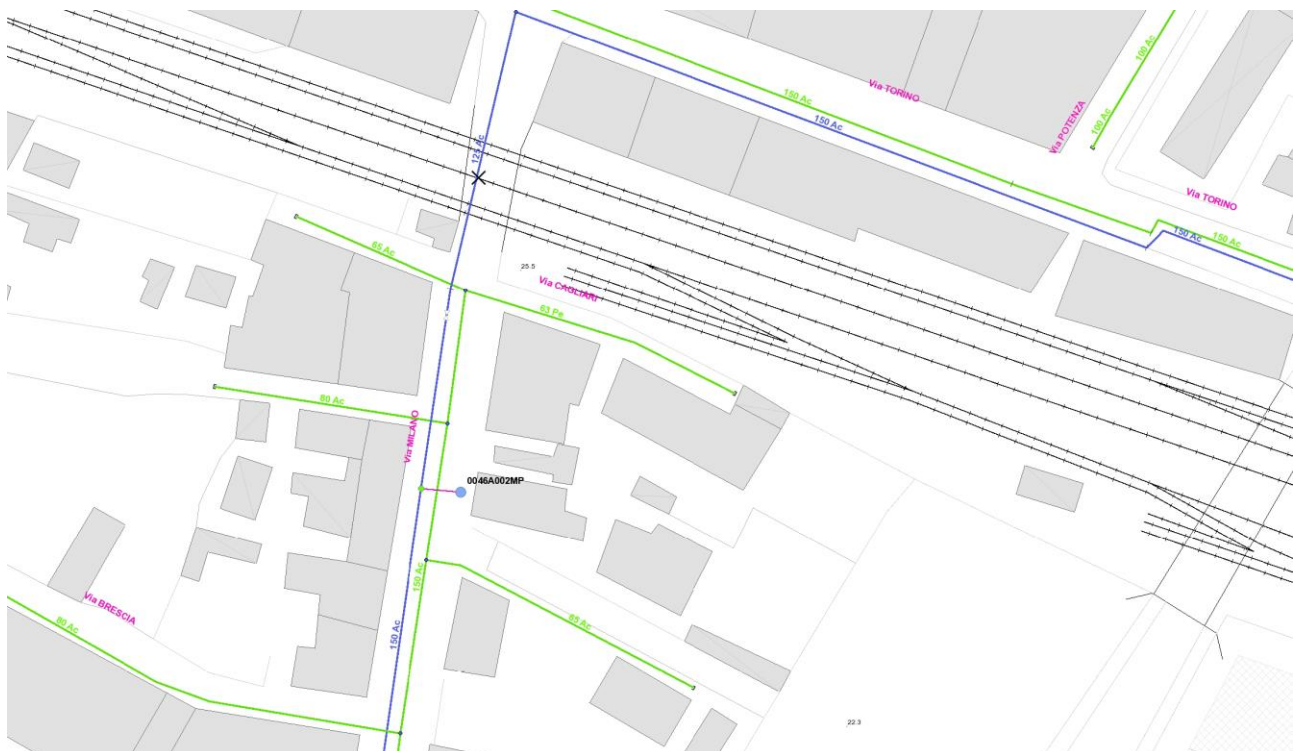 100 Ac
Via TORINO
150 Ac
150 Ac
100 Ac
Via POTENZA
125 Ac
Via TORINO
150 Ac
150 Ac
65 Ac
25.5
Via CAGLIARI
63 Pe
80 Ac
Via MILANO
0046A002MP
150 Ac
Via BRESCIA
80 Ac
65 Ac
150 Ac
22.3